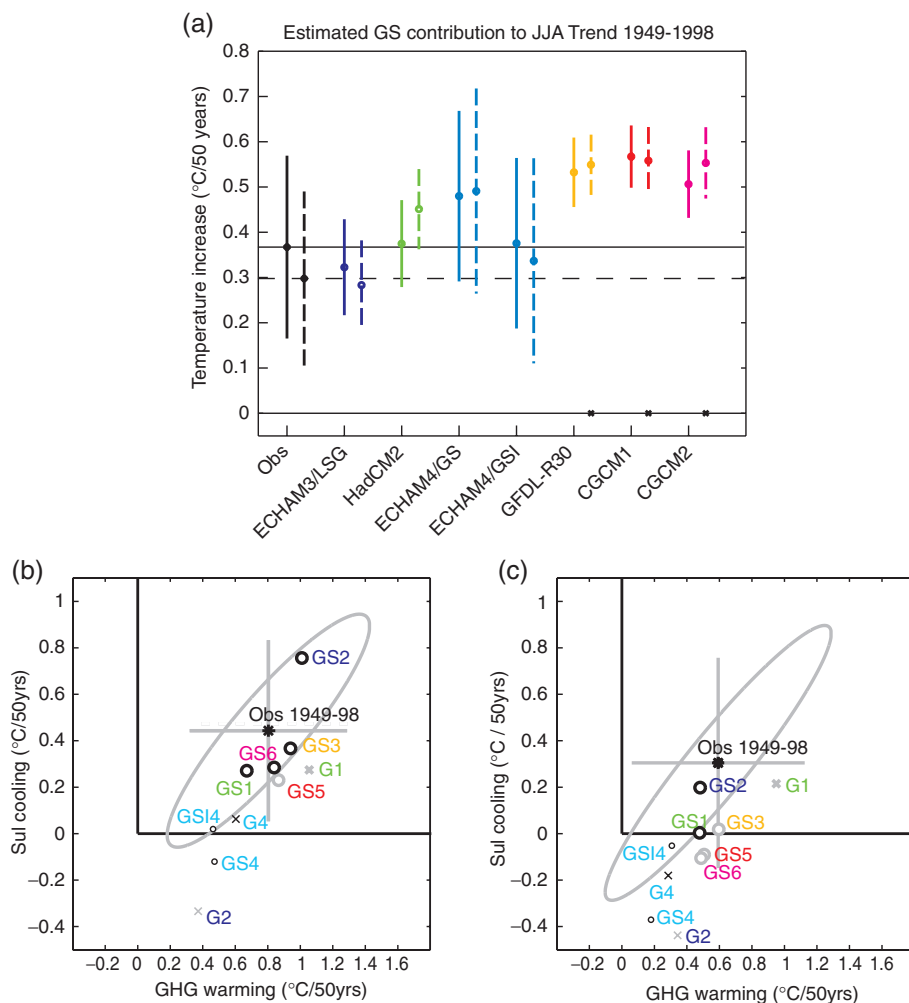 (a)
Estimated GS contribution to JJA Trend 1949-1998
Temperature increase (°C/50 years)
0.8
0.7
0.6
0.5
0.4
0.3
0.2
0.1
0
Obs
ECHAM3/LSG
HadCM2
ECHAM4/GS
ECHAM4/GSI
GFDL-R30
CGCM1
CGCM2
(b)
Sul cooling (°C/50yrs)
1
0.8
0.6
0.4
0.2
0
−0.2
−0.4
GS2
Obs 1949-98
GS6
GS3
GS1
G1
GS5
GSI4
G4
GS4
G2
−0.2 0 0.2 0.4 0.6 0.8 1 1.2 1.4 1.6
GHG warming (°C/50yrs)
(c)
Sul cooling (°C / 50yrs)
1
0.8
0.6
0.4
0.2
0
−0.2
−0.4
Obs 1949-98
GS2
G1
GS1
GS3
GSI4
GS5
GS6
G4
GS4
G2
−0.2 0 0.2 0.4 0.6 0.8 1 1.2 1.4 1.6
GHG warming (°C/50yrs)